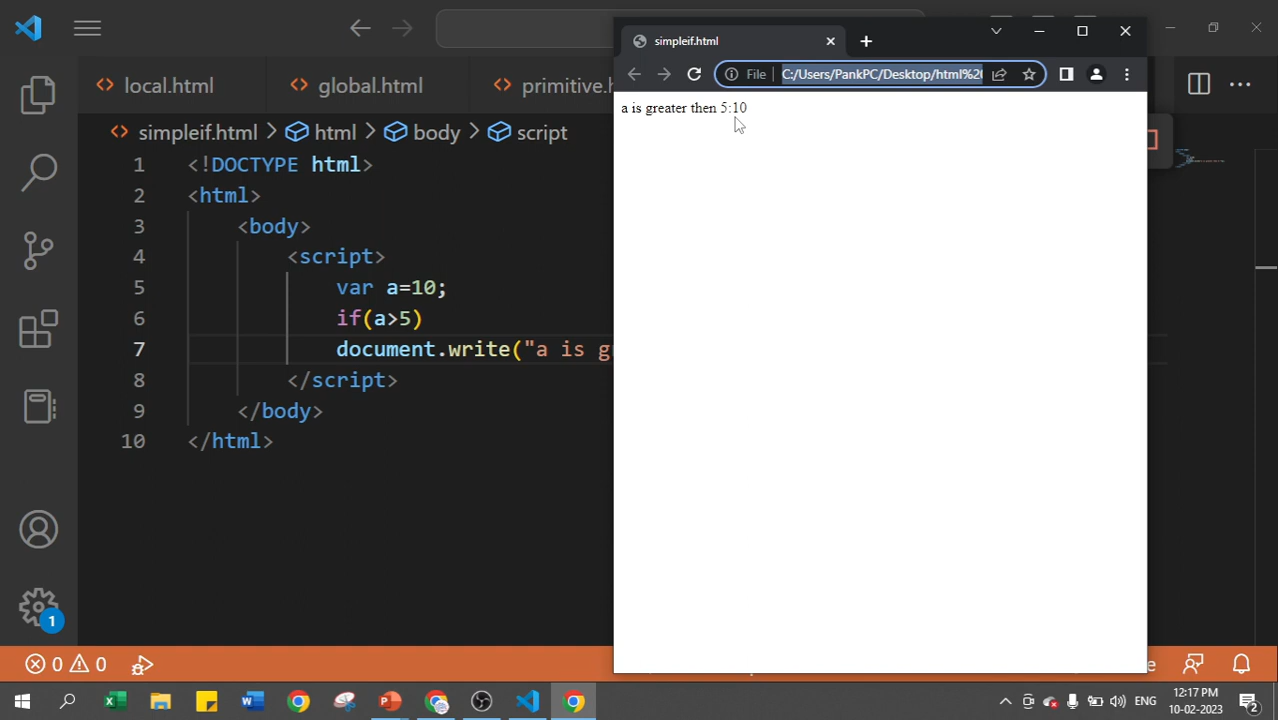 simpleif.html
File
C:/Users/PankPC/Desktop/html%20
a is greater then 5:10
local.html
global.html
primitive.h
simpleif.html > html > body > script
1 <!DOCTYPE html>
2 <html>
3 <body>
4 <script>
5 var a=10;
6 if(a>5)
7 document.write("a is g
8 </script>
9 </body>
10 </html>
1
0 0
ENG
12:17 PM
10-02-2023
2